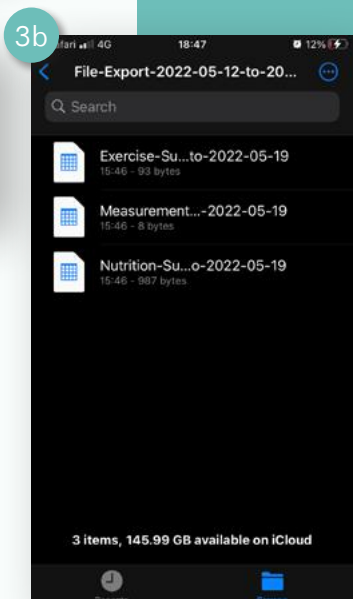 3b
fari 4G 18:47 12%
File-Export-2022-05-12-to-20...
Search
Exercise-Su...to-2022-05-19
15:46 - 93 bytes
Measurement...-2022-05-19
15:46 - 8 bytes
Nutrition-Su...o-2022-05-19
15:46 - 987 bytes
3 items, 145.99 GB available on iCloud